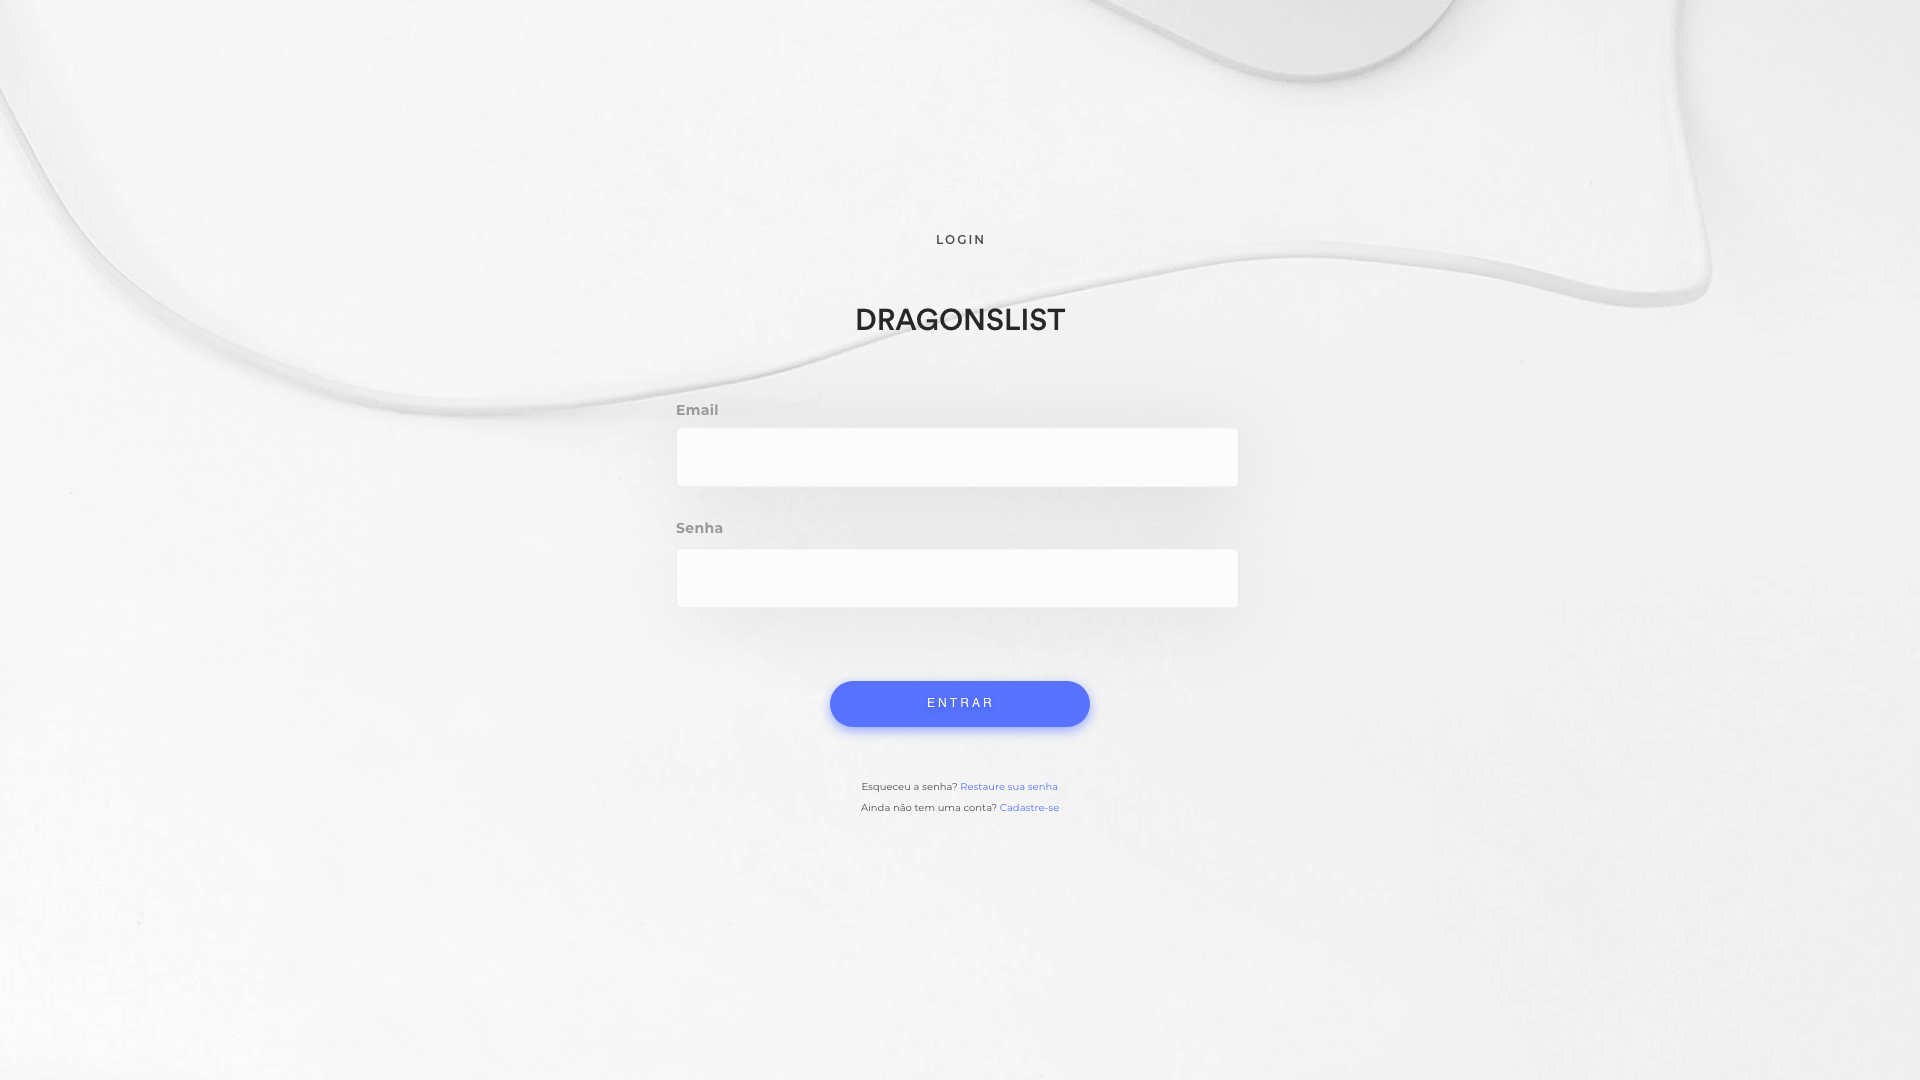 LOGIN
DRAGONSLIST
Email
Senha
ENTRAR
Esqueceu a senha? Restaure sua senha
Ainda não tem uma conta? Cadastre-se